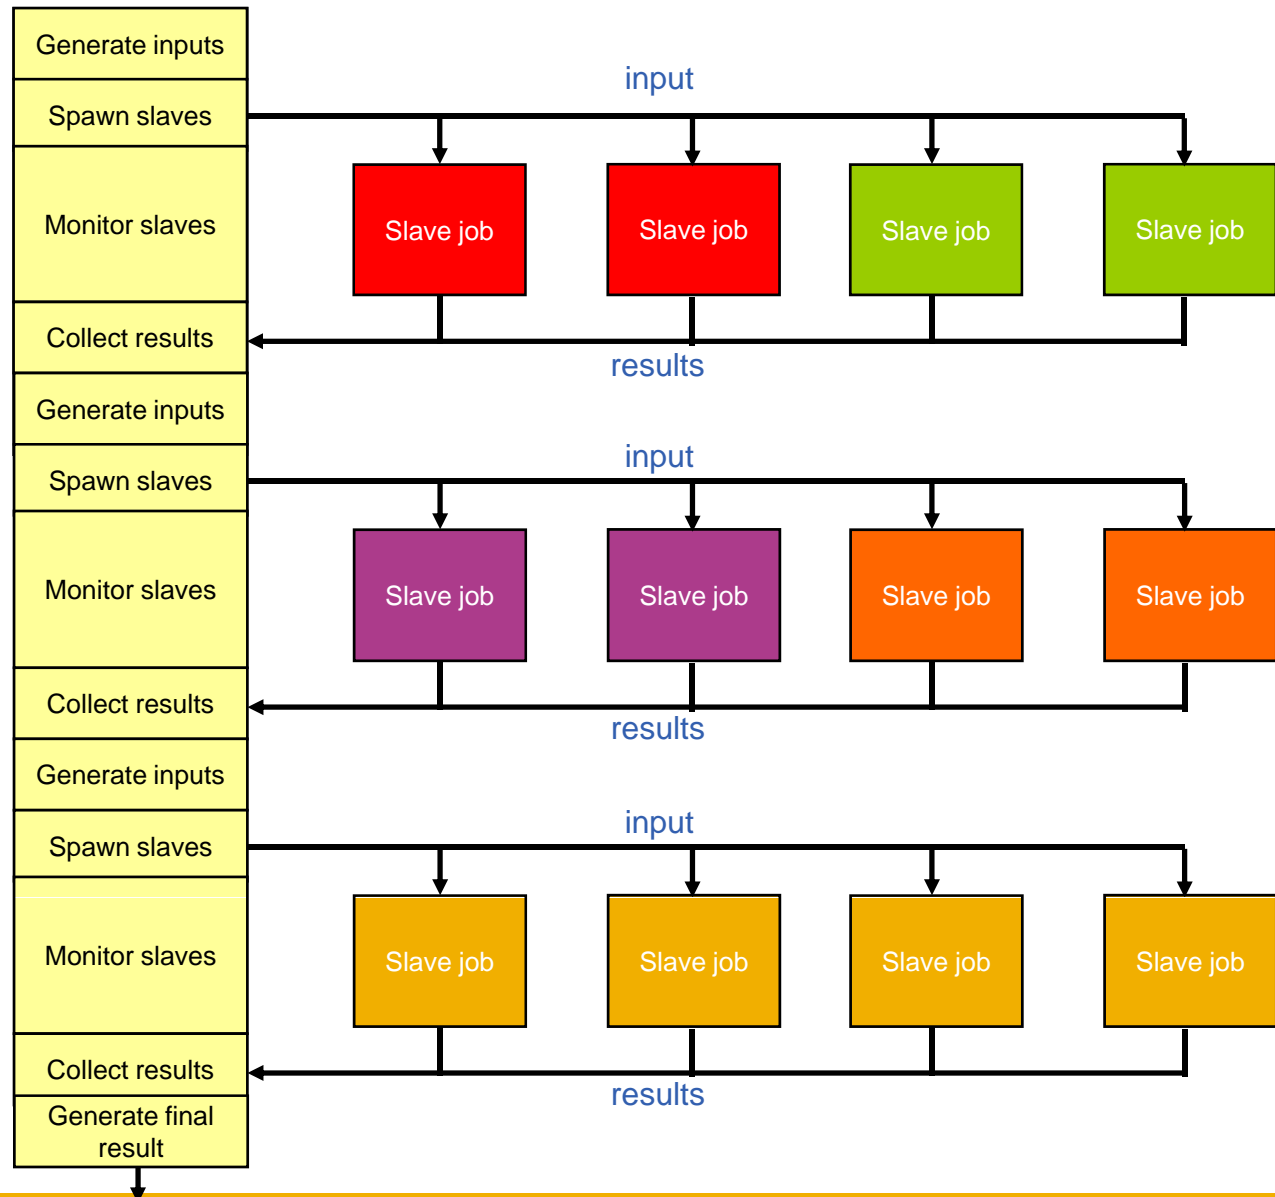 Generate inputs
input
Spawn slaves
Monitor slaves
Slave job
Slave job
Slave job
Slave job
Collect results
results
Generate inputs
input
Spawn slaves
Monitor slaves
Slave job
Slave job
Slave job
Slave job
Collect results
results
Generate inputs
input
Spawn slaves
Monitor slaves
Slave job
Slave job
Slave job
Slave job
Collect results
results
Generate final
result